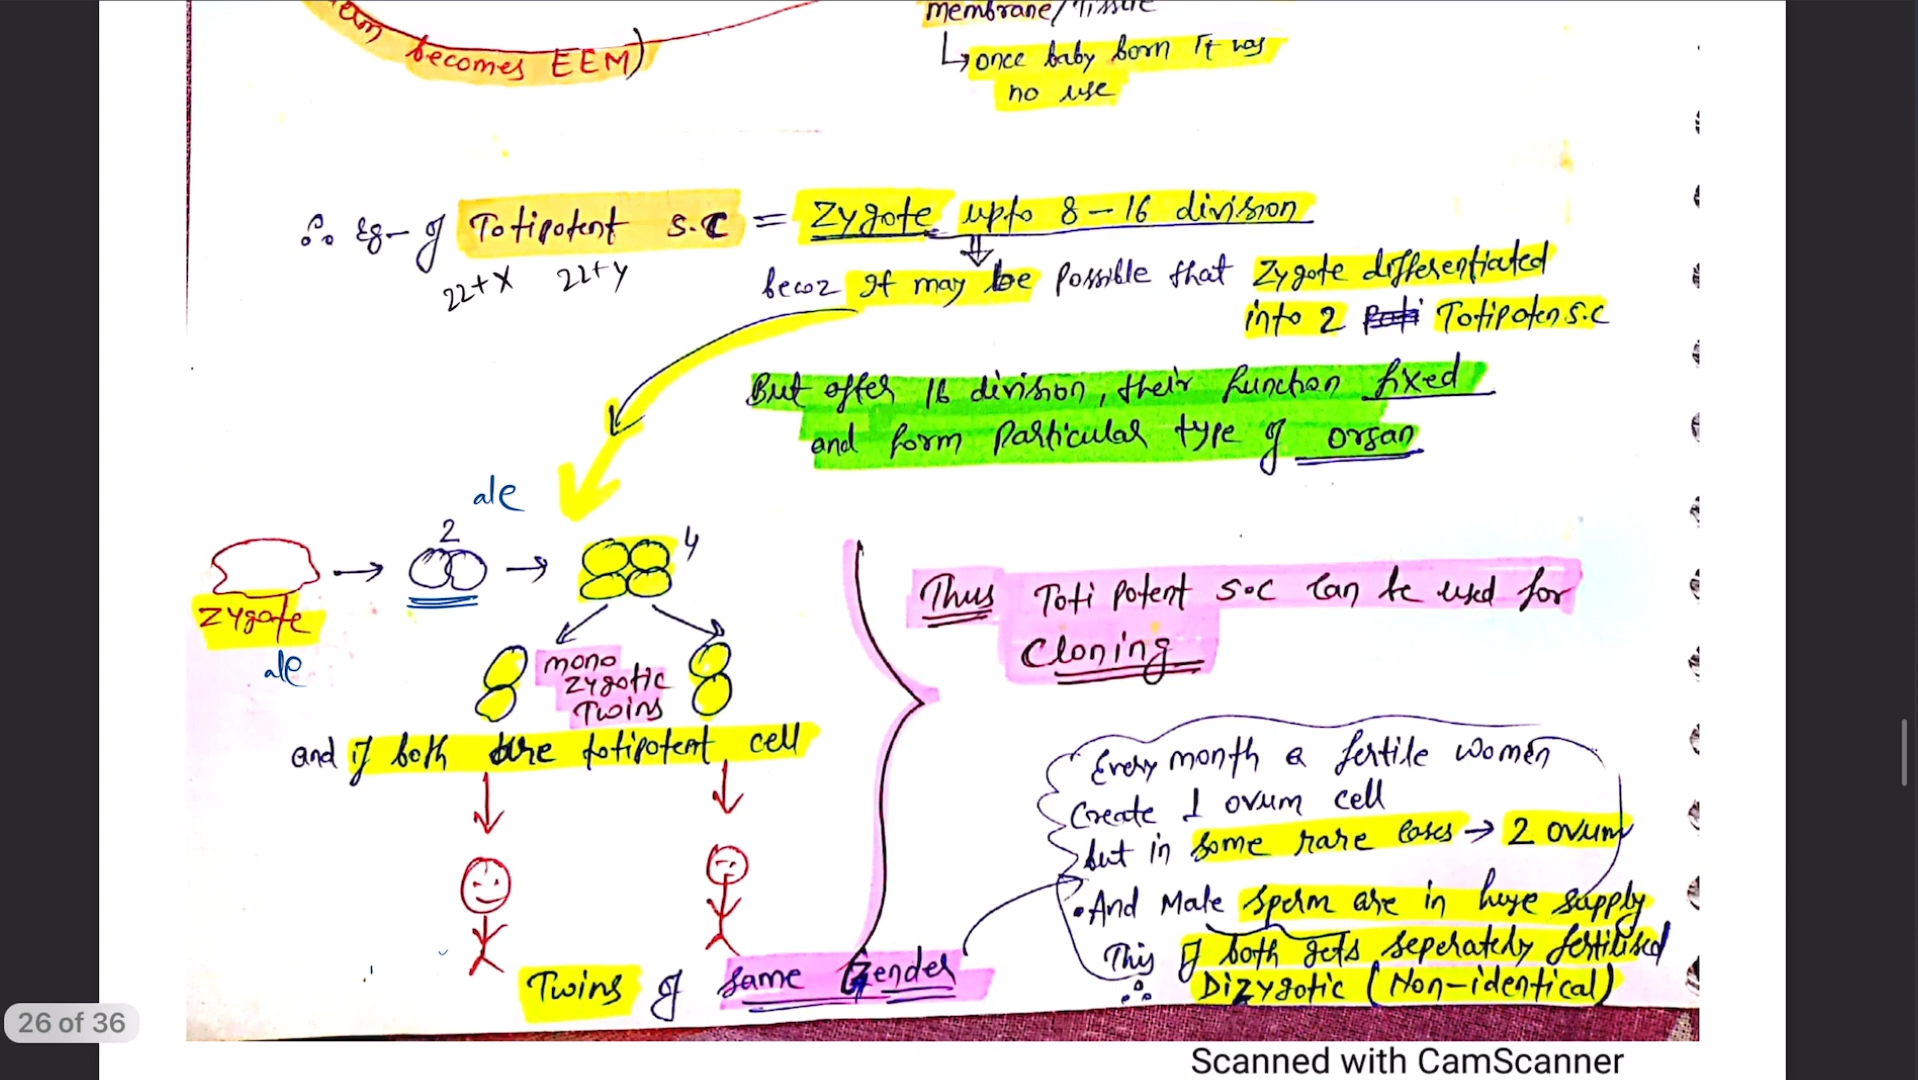 becomes EEM)
membrane/Tissue
↳ once baby born It was
no use
∴ Eg- of Totipotent S.C = Zygote upto 8-16 division
22+X 22+y
becoz It may be possible that Zygote differentiated
into 2 Totipoten s.c
But after 16 division, their function fixed
and form particular type of organ
ale
2
4
Zygote
ale
mono
zygotic
Twins
and if both are totipotent cell
Twins of same Gender
Thus Toti potent s.c can be used for
Cloning
Every month a fertile women
Create 1 ovum cell
but in some rare cases → 2 ovum
• And Male sperm are in huge supply
This If both gets seperately fertilised
∴ Dizygotic (Non-identical)
26 of 36
Scanned with CamScanner